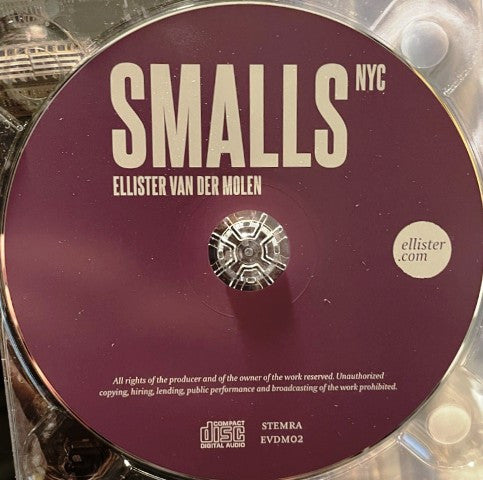 SMALLS NYC
ELLISTER VAN DER MOLEN
ellister
.com
All rights of the producer and of the owner of the work reserved. Unauthorized
copying, hiring, lending, public performance and broadcasting of the work prohibited.
COMPACT
disc
DIGITAL AUDIO
STEMRA
EVDM02